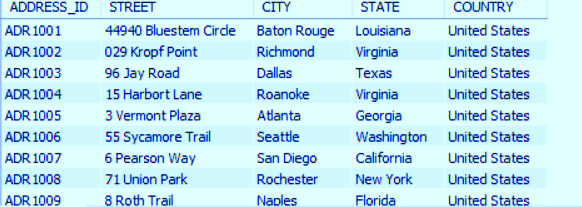 ADDRESS_ID STREET CITY STATE COUNTRY
ADR1001 44940 Bluestem Circle Baton Rouge Louisiana United States
ADR1002 029 Kropf Point Richmond Virginia United States
ADR1003 96 Jay Road Dallas Texas United States
ADR1004 15 Harbort Lane Roanoke Virginia United States
ADR1005 3 Vermont Plaza Atlanta Georgia United States
ADR1006 55 Sycamore Trail Seattle Washington United States
ADR1007 6 Pearson Way San Diego California United States
ADR1008 71 Union Park Rochester New York United States
ADR1009 8 Roth Trail Naples Florida United States